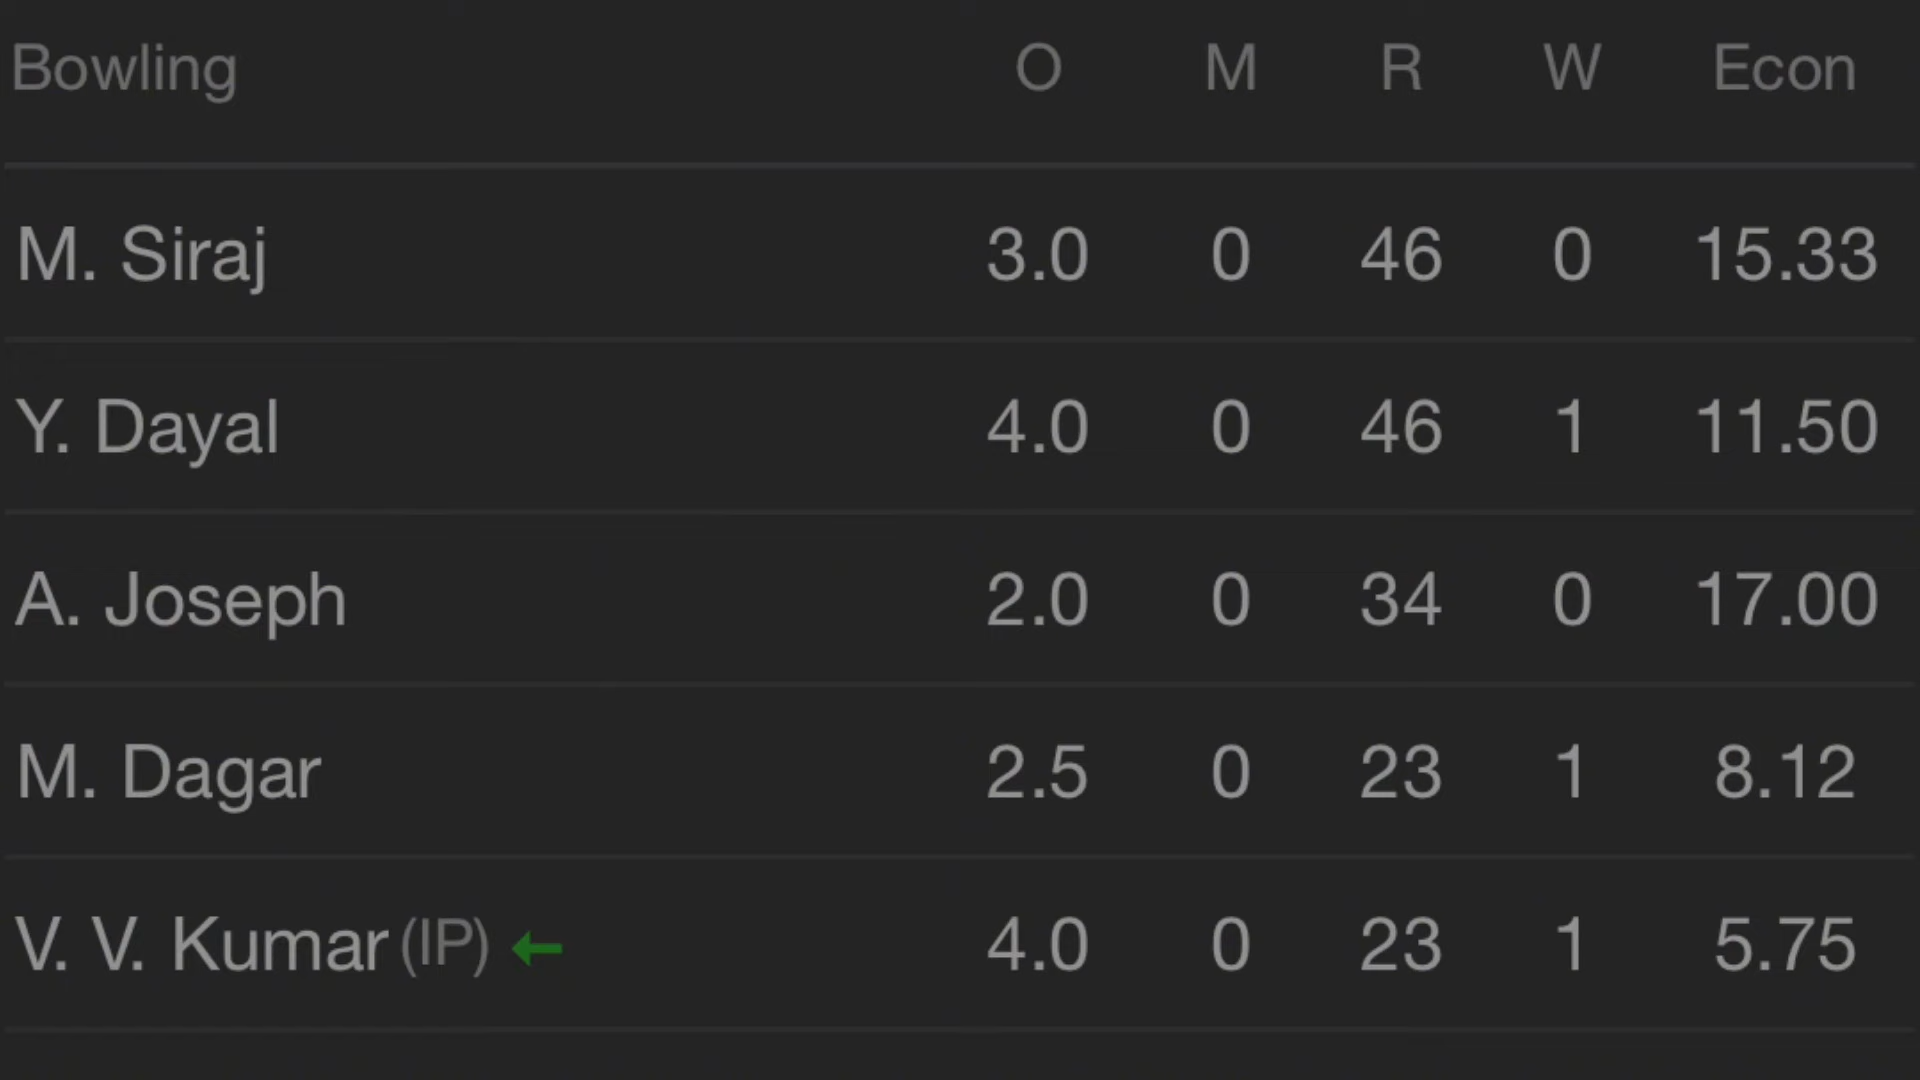 Bowling O M R W Econ
M. Siraj 3.0 0 46 0 15.33
Y. Dayal 4.0 0 46 1 11.50
A. Joseph 2.0 0 34 0 17.00
M. Dagar 2.5 0 23 1 8.12
V. V. Kumar (IP) 4.0 0 23 1 5.75